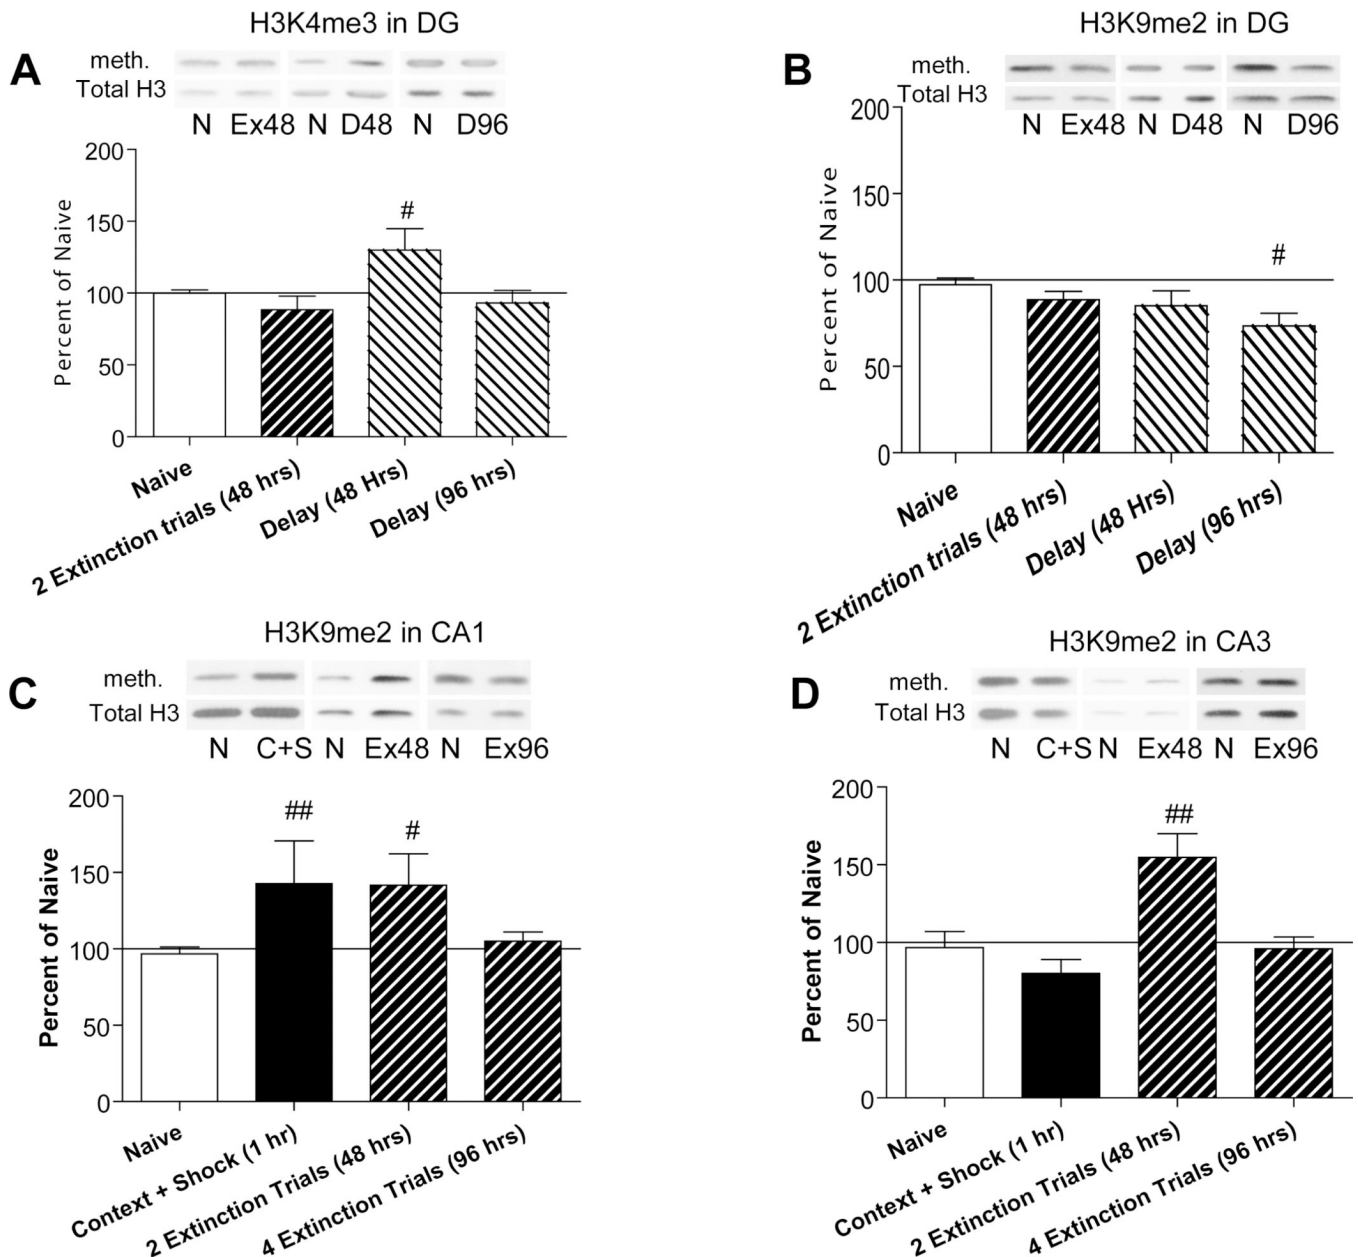 H3K4me3 in DG
A
meth.
Total H3
N Ex48 N D48 N D96
200
150
100
50
0
Percent of Naive
#
Naive
2 Extinction trials (48 hrs)
Delay (48 Hrs)
Delay (96 hrs)
H3K9me2 in DG
B
meth.
Total H3
N Ex48 N D48 N D96
200
150
100
50
0
Percent of Naive
#
Naive
2 Extinction trials (48 hrs)
Delay (48 Hrs)
Delay (96 hrs)
H3K9me2 in CA1
C
meth.
Total H3
N C+S N Ex48 N Ex96
200
150
100
50
0
Percent of Naive
##
#
Naive
Context + Shock (1 hr)
2 Extinction Trials (48 hrs)
4 Extinction Trials (96 hrs)
H3K9me2 in CA3
D
meth.
Total H3
N C+S N Ex48 N Ex96
200
150
100
50
0
Percent of Naive
##
Naive
Context + Shock (1 hr)
2 Extinction Trials (48 hrs)
4 Extinction Trials (96 hrs)